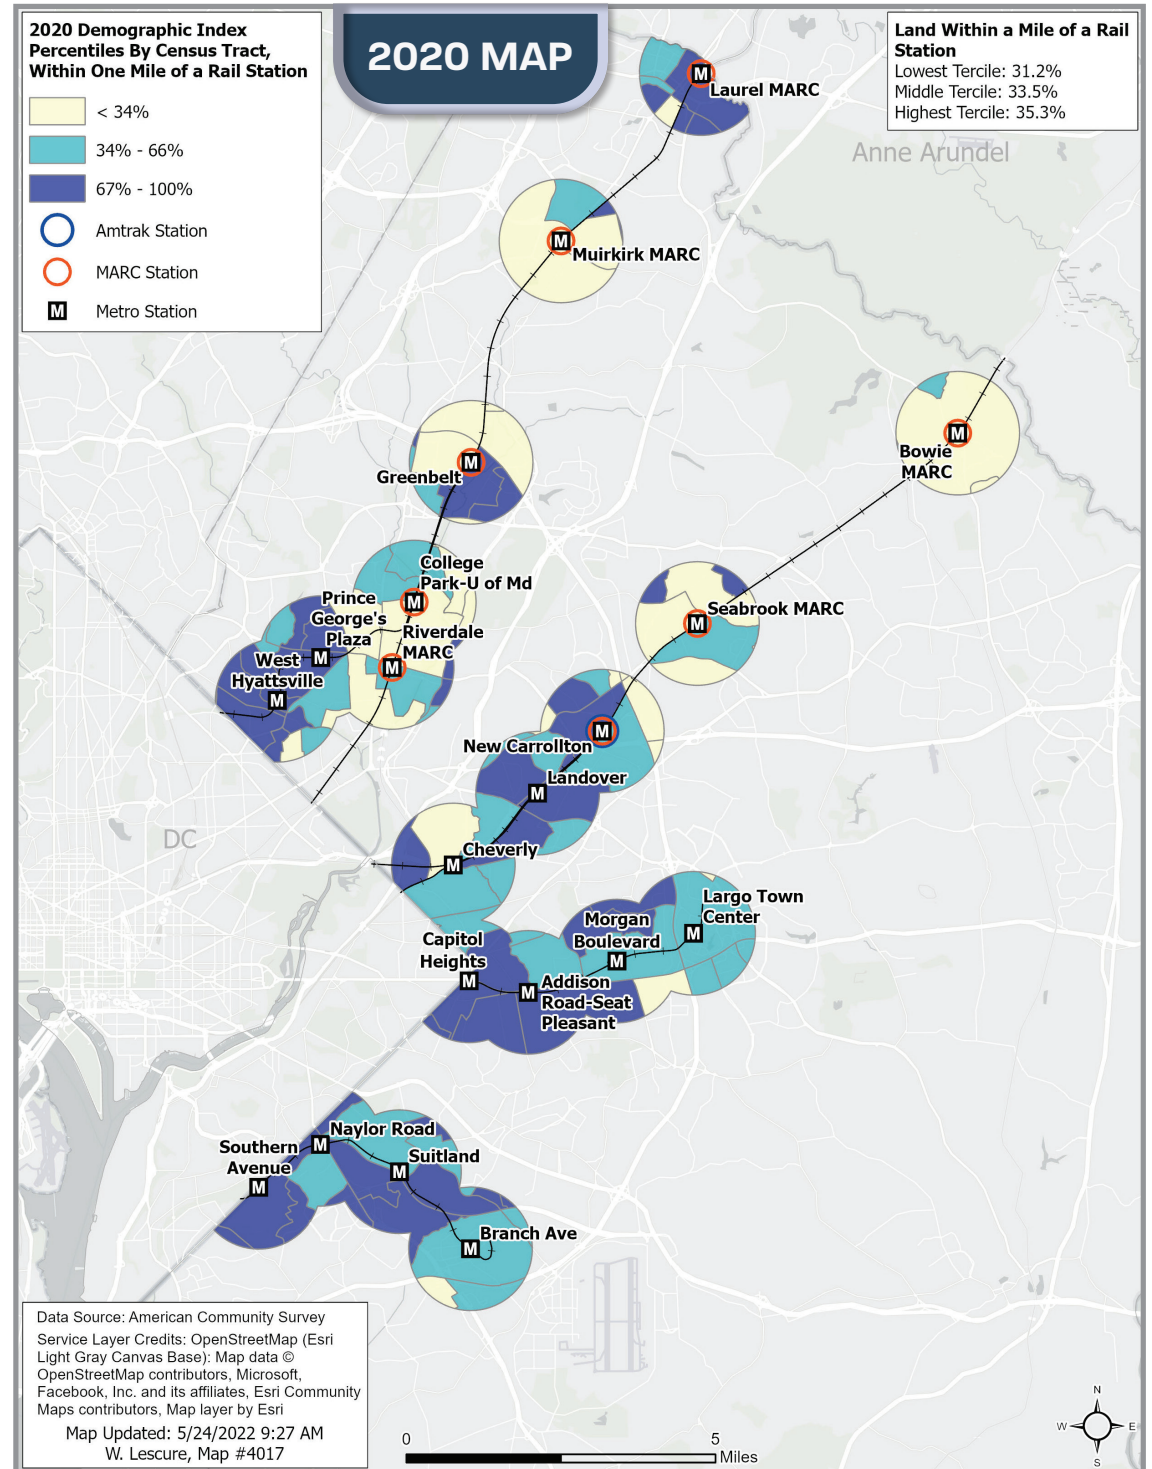 2020 MAP
2020 Demographic Index
Percentiles By Census Tract,
Within One Mile of a Rail Station
< 34%
34% - 66%
67% - 100%
Amtrak Station
MARC Station
M Metro Station
Land Within a Mile of a Rail
Station
Lowest Tercile: 31.2%
Middle Tercile: 33.5%
Highest Tercile: 35.3%
M
Laurel MARC
Anne Arundel
M
Muirkirk MARC
M
Bowie
MARC
M
Greenbelt
College
Park-U of Md
M
Prince
George's
Plaza
M
Riverdale
MARC
M
West
Hyattsville
M
M
Seabrook MARC
M
New Carrollton
Landover
M
DC
Cheverly
M
Largo Town
Center
M
Morgan
Boulevard
M
Capitol
Heights
M
Addison
Road-Seat
Pleasant
M
Naylor Road
M
Southern
Avenue
M
Suitland
M
Branch Ave
M
Data Source: American Community Survey
Service Layer Credits: OpenStreetMap (Esri
Light Gray Canvas Base): Map data ©
OpenStreetMap contributors, Microsoft,
Facebook, Inc. and its affiliates, Esri Community
Maps contributors, Map layer by Esri
Map Updated: 5/24/2022 9:27 AM
W. Lescure, Map #4017
0 5
Miles
N
W E
S